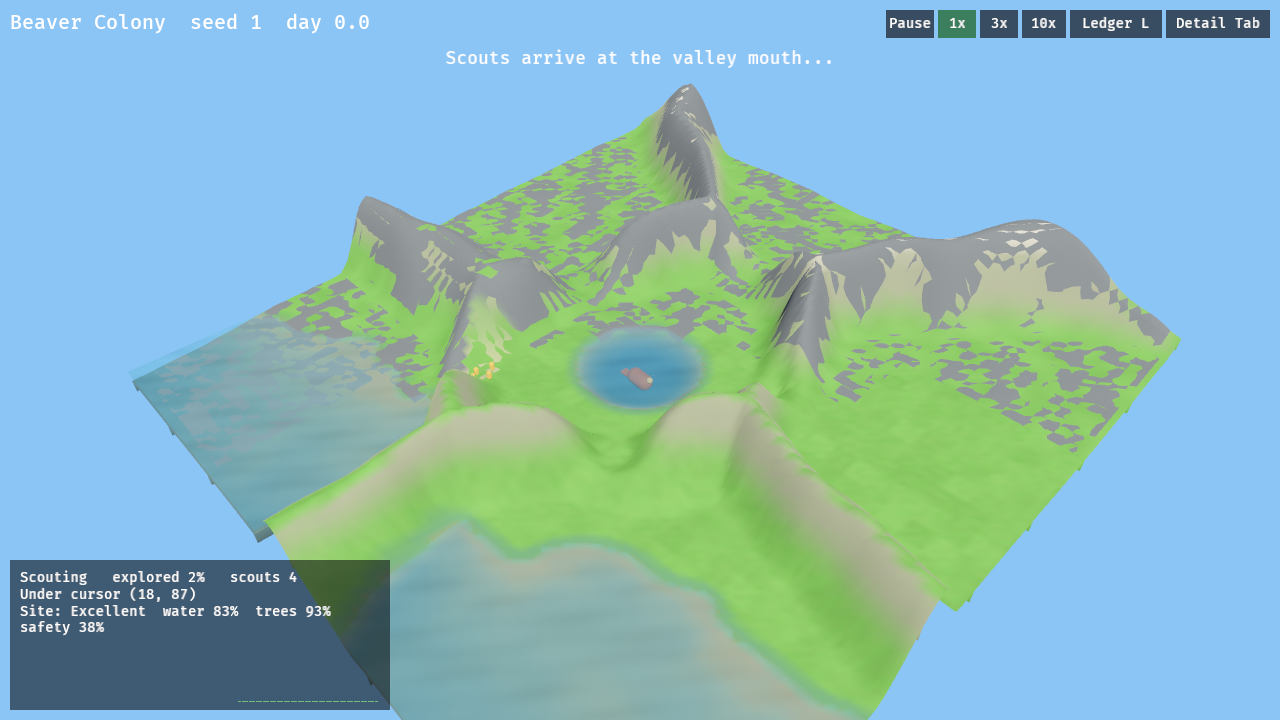 Beaver Colony  seed 1  day 0.0
Pause
1x
3x
10x
Ledger L
Detail Tab
Scouts arrive at the valley mouth...
Scouting   explored 2%   scouts 4
Under cursor (18, 87)
Site: Excellent  water 83%  trees 93%
safety 38%